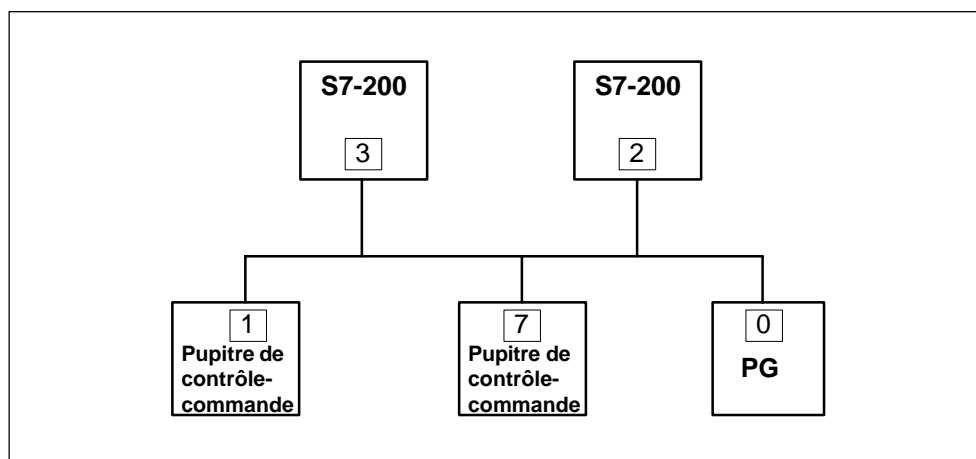 S7-200
3
S7-200
2
1
Pupitre de
contrôle-
commande
7
Pupitre de
contrôle-
commande
0
PG